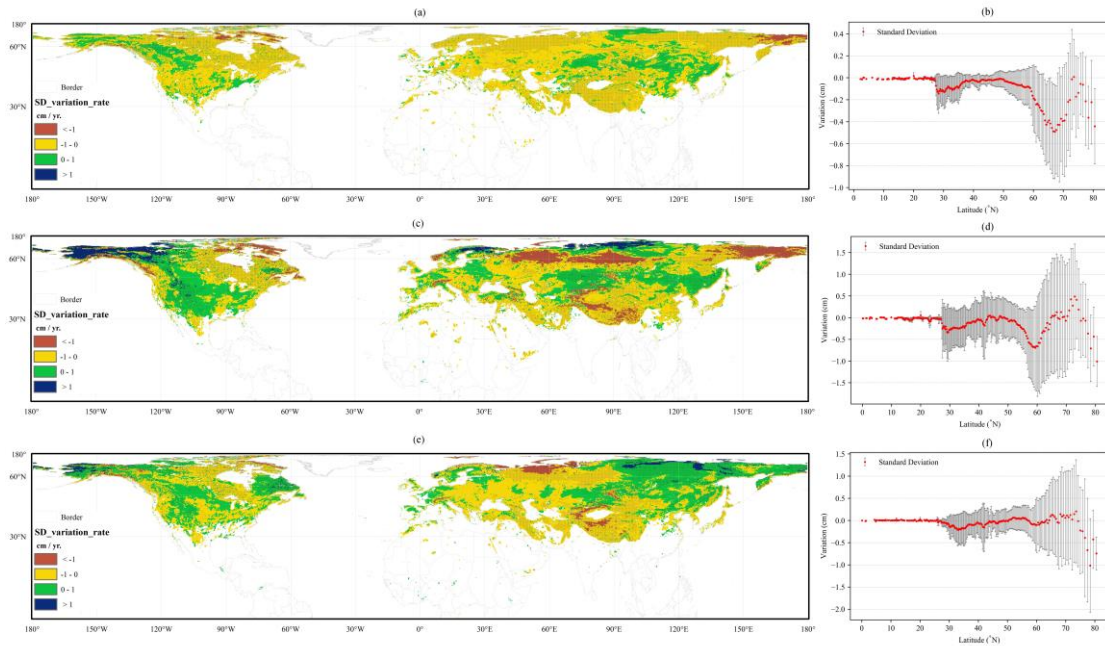 (a)
180°
60°N
30°N
Border
SD_variation_rate
cm / yr.
< -1
-1 - 0
0 - 1
> 1
180° 150°W 120°W 90°W 60°W 30°W 0° 30°E 60°E 90°E 120°E 150°E 180°
(b)
Standard Deviation
Variation (cm)
0.4
0.2
0.0
−0.2
−0.4
−0.6
−0.8
−1.0
0 10 20 30 40 50 60 70 80
Latitude (°N)
(c)
180°
60°N
30°N
Border
SD_variation_rate
cm / yr.
< -1
-1 - 0
0 - 1
> 1
180° 150°W 120°W 90°W 60°W 30°W 0° 30°E 60°E 90°E 120°E 150°E 180°
(d)
Standard Deviation
Variation (cm)
1.5
1.0
0.5
0.0
−0.5
−1.0
−1.5
0 10 20 30 40 50 60 70 80
Latitude (°N)
(e)
180°
60°N
30°N
Border
SD_variation_rate
cm / yr.
< -1
-1 - 0
0 - 1
> 1
180° 150°W 120°W 90°W 60°W 30°W 0° 30°E 60°E 90°E 120°E 150°E 180°
(f)
Standard Deviation
Variation (cm)
1.5
1.0
0.5
0.0
−0.5
−1.0
−1.5
−2.0
0 10 20 30 40 50 60 70 80
Latitude (°N)